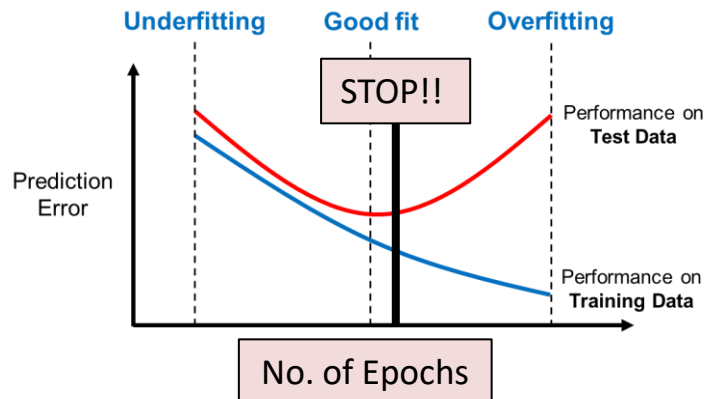 Underfitting
Good fit
Overfitting
STOP!!
Performance on
Test Data
Prediction
Error
Performance on
Training Data
No. of Epochs